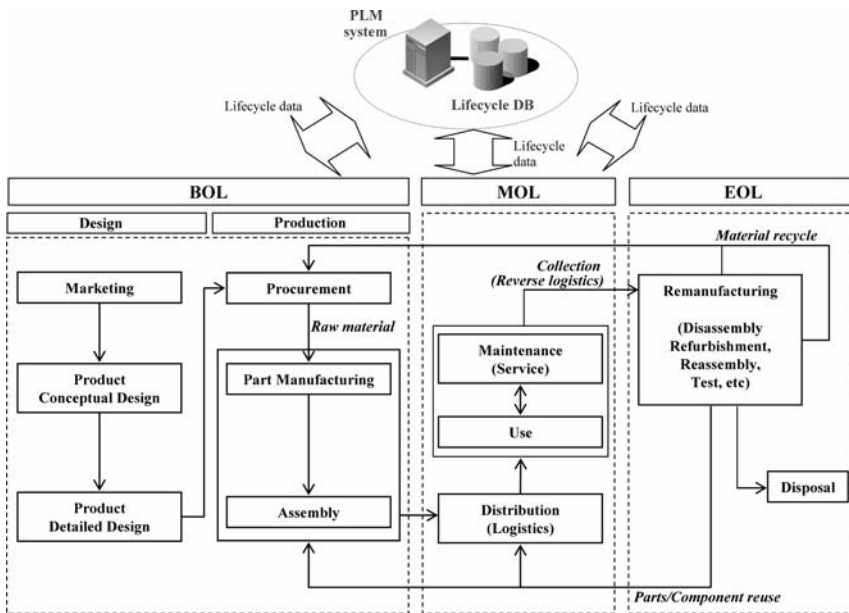 PLM
system
Lifecycle DB
Lifecycle data
Lifecycle
data
Lifecycle data
BOL
MOL
EOL
Design
Production
Material recycle
Marketing
Procurement
Collection
(Reverse logistics)
Remanufacturing
(Disassembly
Refurbishment,
Reassembly,
Test, etc)
Raw material
Product
Conceptual Design
Part Manufacturing
Maintenance
(Service)
Use
Product
Detailed Design
Assembly
Distribution
(Logistics)
Disposal
Parts/Component reuse